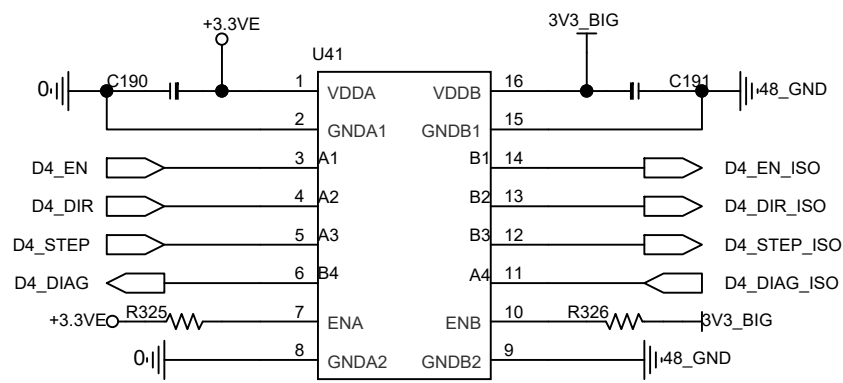 +3.3VE
3V3_BIG
U41
0
C190
1
VDDA
VDDB
16
C191
48_GND
2
GNDA1
GNDB1
15
D4_EN
3
A1
B1
14
D4_EN_ISO
D4_DIR
4
A2
B2
13
D4_DIR_ISO
D4_STEP
5
A3
B3
12
D4_STEP_ISO
D4_DIAG
6
B4
A4
11
D4_DIAG_ISO
+3.3VE
R325
7
ENA
ENB
10
R326
3V3_BIG
0
8
GNDA2
GNDB2
9
48_GND